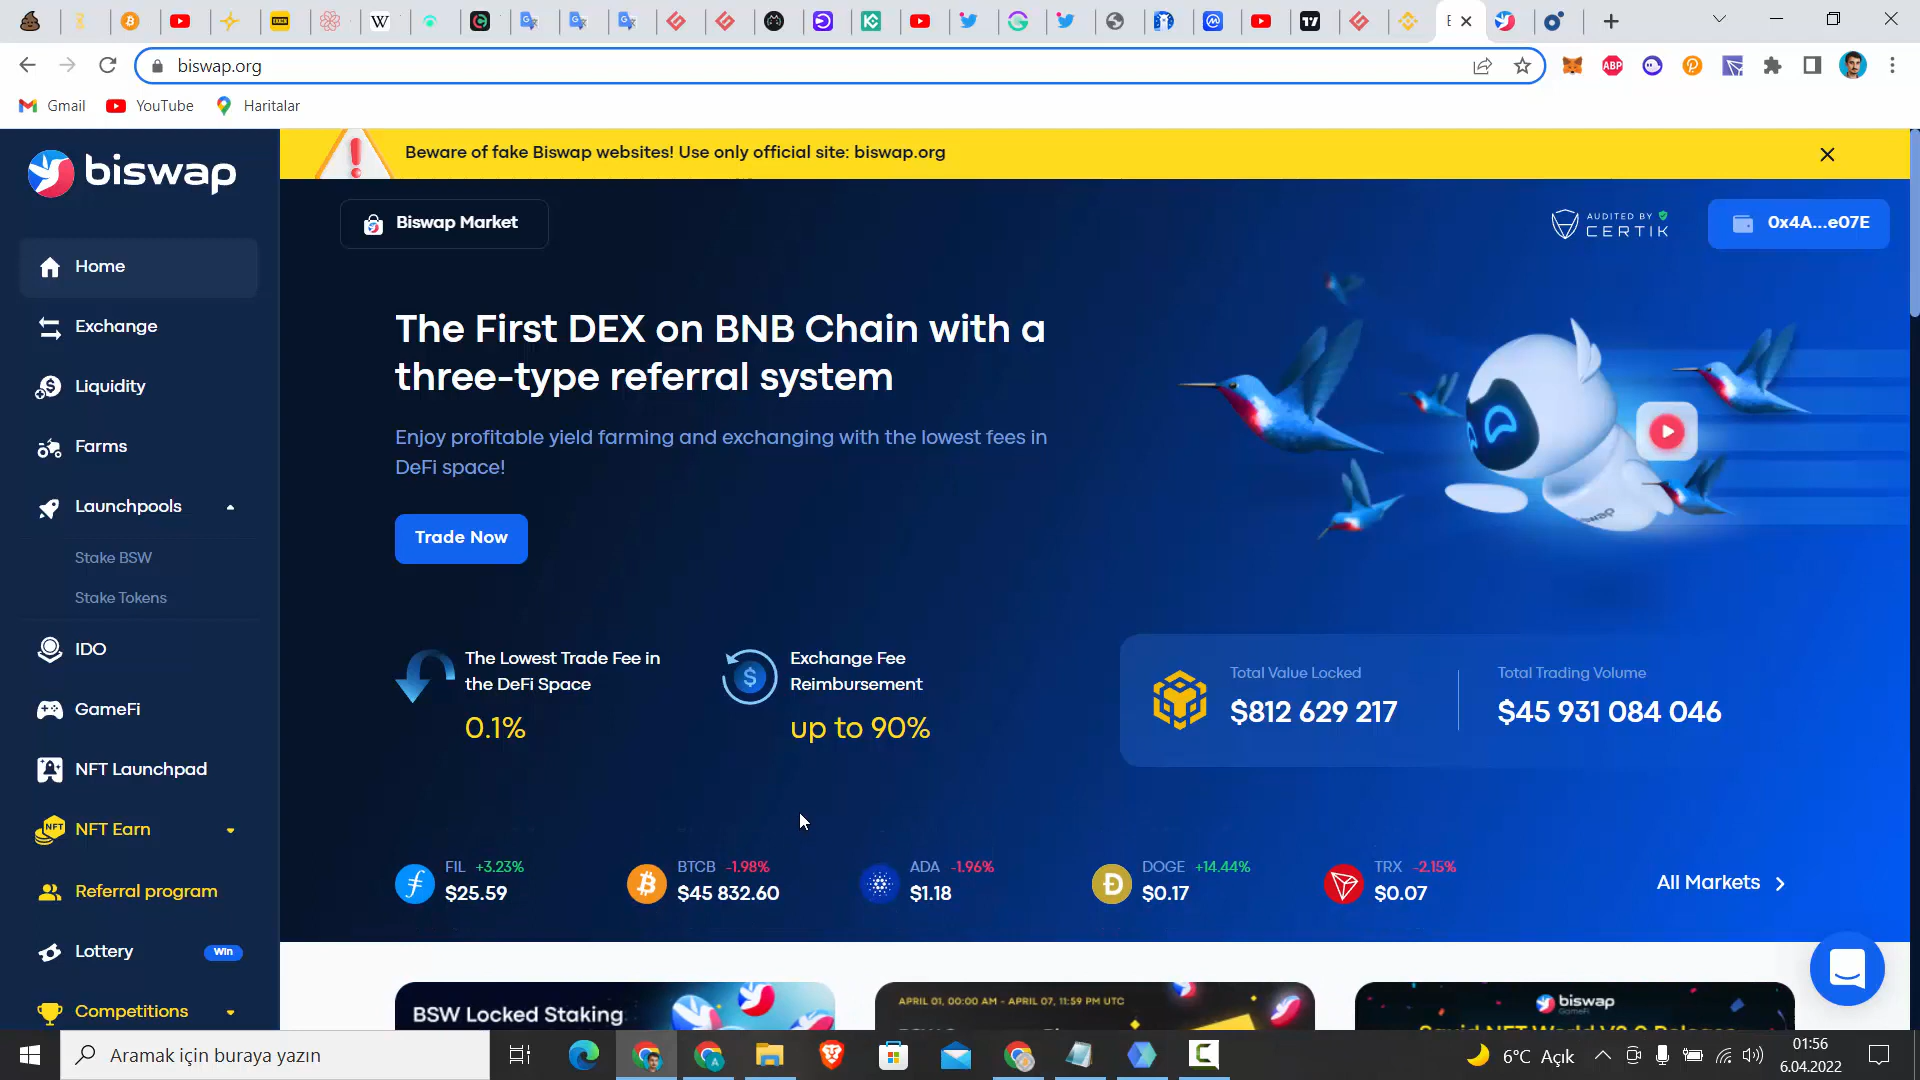 biswap.org
Gmail
YouTube
Haritalar
biswap
Beware of fake Biswap websites! Use only official site: biswap.org
Biswap Market
AUDITED BY
CERTIK
0x4A...e07E
Home
Exchange
Liquidity
Farms
Launchpools
Stake BSW
Stake Tokens
IDO
GameFi
NFT Launchpad
NFT Earn
Referral program
Lottery
Win
Competitions
The First DEX on BNB Chain with a
three-type referral system
Enjoy profitable yield farming and exchanging with the lowest fees in
DeFi space!
Trade Now
The Lowest Trade Fee in
the DeFi Space
0.1%
Exchange Fee
Reimbursement
up to 90%
Total Value Locked
$812 629 217
Total Trading Volume
$45 931 084 046
FIL +3.23%
$25.59
BTCB -1.98%
$45 832.60
ADA -1.96%
$1.18
DOGE +14.44%
$0.17
TRX -2.15%
$0.07
All Markets
BSW Locked Staking
APRIL 01, 00:00 AM - APRIL 07, 11:59 PM UTC
biswap
GameFi
Squid NFT World V2.0 Release
Aramak için buraya yazın
6°C Açık
01:56
6.04.2022